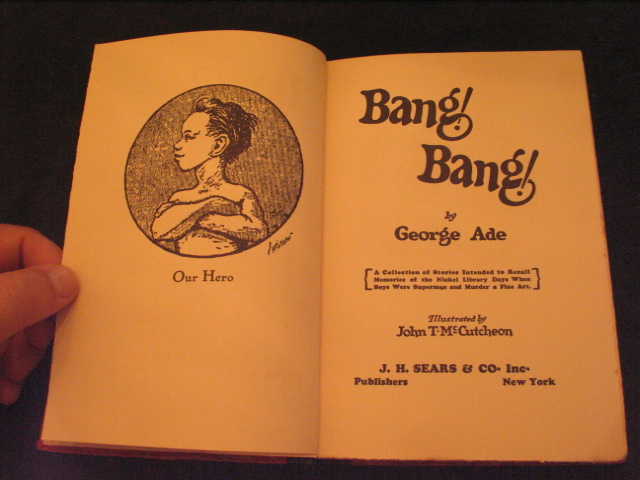 Our Hero
Bang!
Bang!
by
George Ade
A Collection of Stories Intended to Recall
Memories of the Nickel Library Days When
Boys Were Supermen and Murder a Fine Art.
Illustrated by
John T. McCutcheon
J. H. SEARS & CO. Inc.
Publishers New York